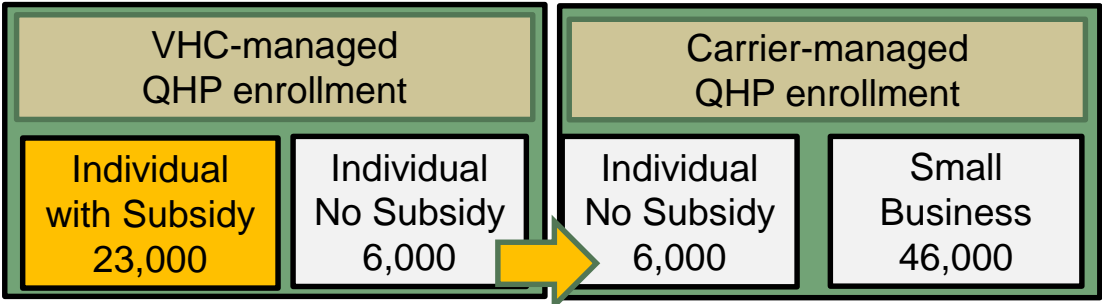 VHC-managed
QHP enrollment
Carrier-managed
QHP enrollment
Individual
with Subsidy
23,000
Individual
No Subsidy
6,000
Individual
No Subsidy
6,000
Small
Business
46,000